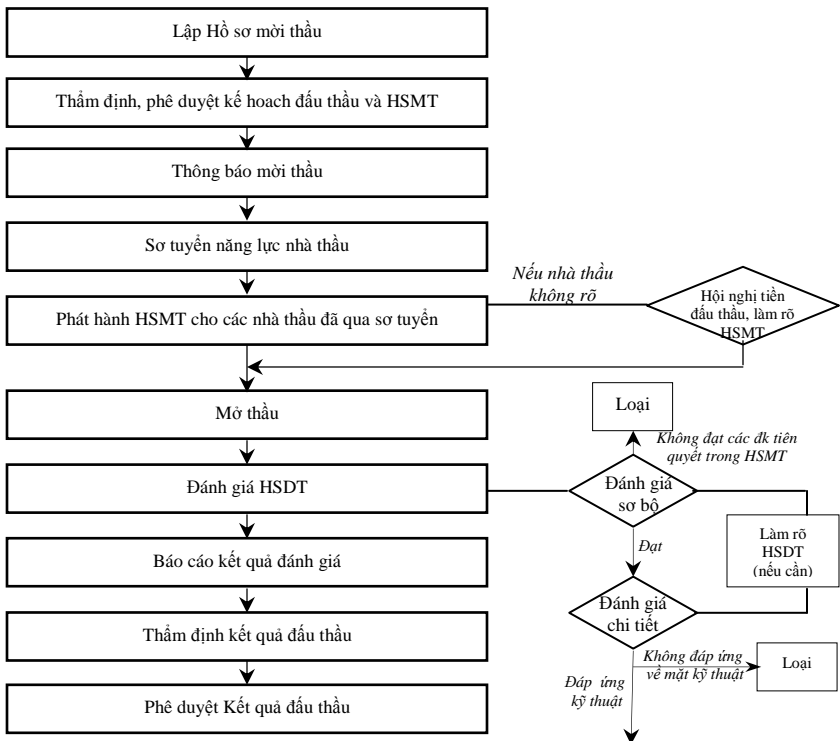 Lập Hồ sơ mời thầu
Thẩm định, phê duyệt kế hoach đấu thầu và HSMT
Thông báo mời thầu
Sơ tuyển năng lực nhà thầu
Nếu nhà thầu
không rõ
Phát hành HSMT cho các nhà thầu đã qua sơ tuyển
Hội nghị tiền
đấu thầu, làm rõ
HSMT
Mở thầu
Loại
Không đạt các đk tiên
quyết trong HSMT
Đánh giá HSDT
Đánh giá
sơ bộ
Làm rõ
HSDT
(nếu cần)
Đạt
Báo cáo kết quả đánh giá
Đánh giá
chi tiết
Thẩm định kết quả đấu thầu
Không đáp ứng
về mặt kỹ thuật
Loại
Đáp ứng
kỹ thuật
Phê duyệt Kết quả đấu thầu